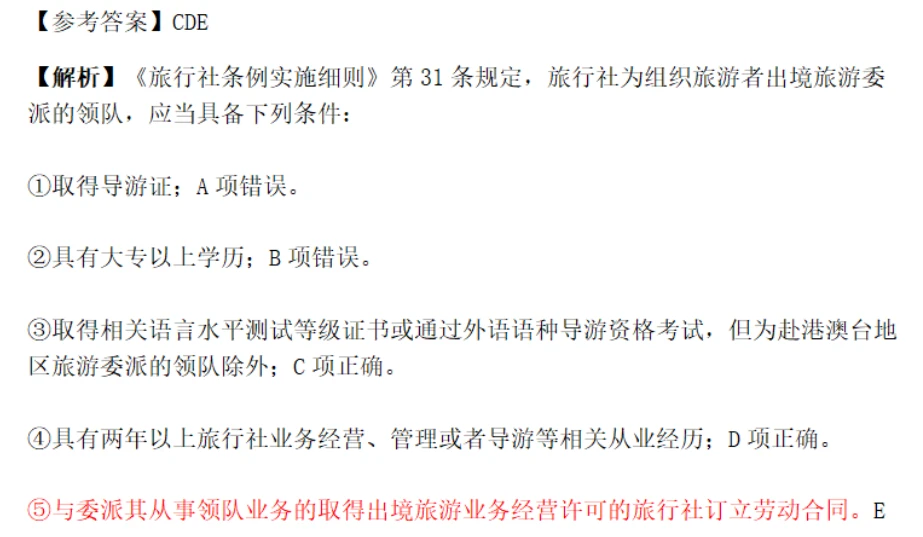 【参考答案】CDE
【解析】《旅行社条例实施细则》第 31 条规定，旅行社为组织旅游者出境旅游委
派的领队，应当具备下列条件：
①取得导游证；A 项错误。
②具有大专以上学历；B 项错误。
③取得相关语言水平测试等级证书或通过外语语种导游资格考试，但为赴港澳台地
区旅游委派的领队除外；C 项正确。
④具有两年以上旅行社业务经营、管理或者导游等相关从业经历；D 项正确。
⑤与委派其从事领队业务的取得出境旅游业务经营许可的旅行社订立劳动合同。E